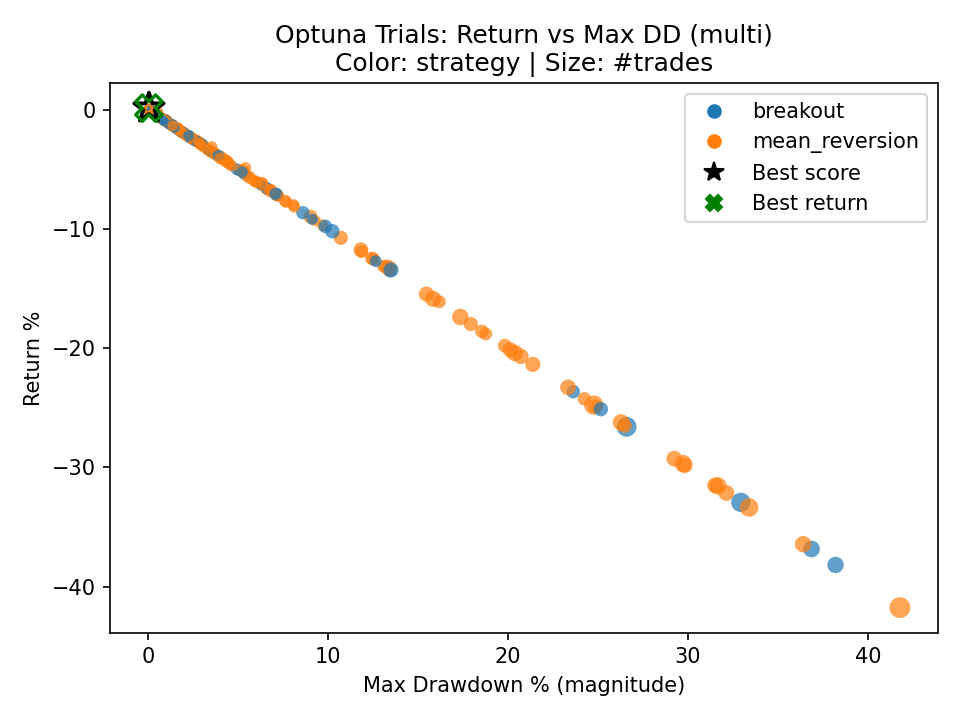 Optuna Trials: Return vs Max DD (multi)
Color: strategy | Size: #trades
breakout
mean_reversion
Best score
Best return
Return %
0
−10
−20
−30
−40
0
10
20
30
40
Max Drawdown % (magnitude)